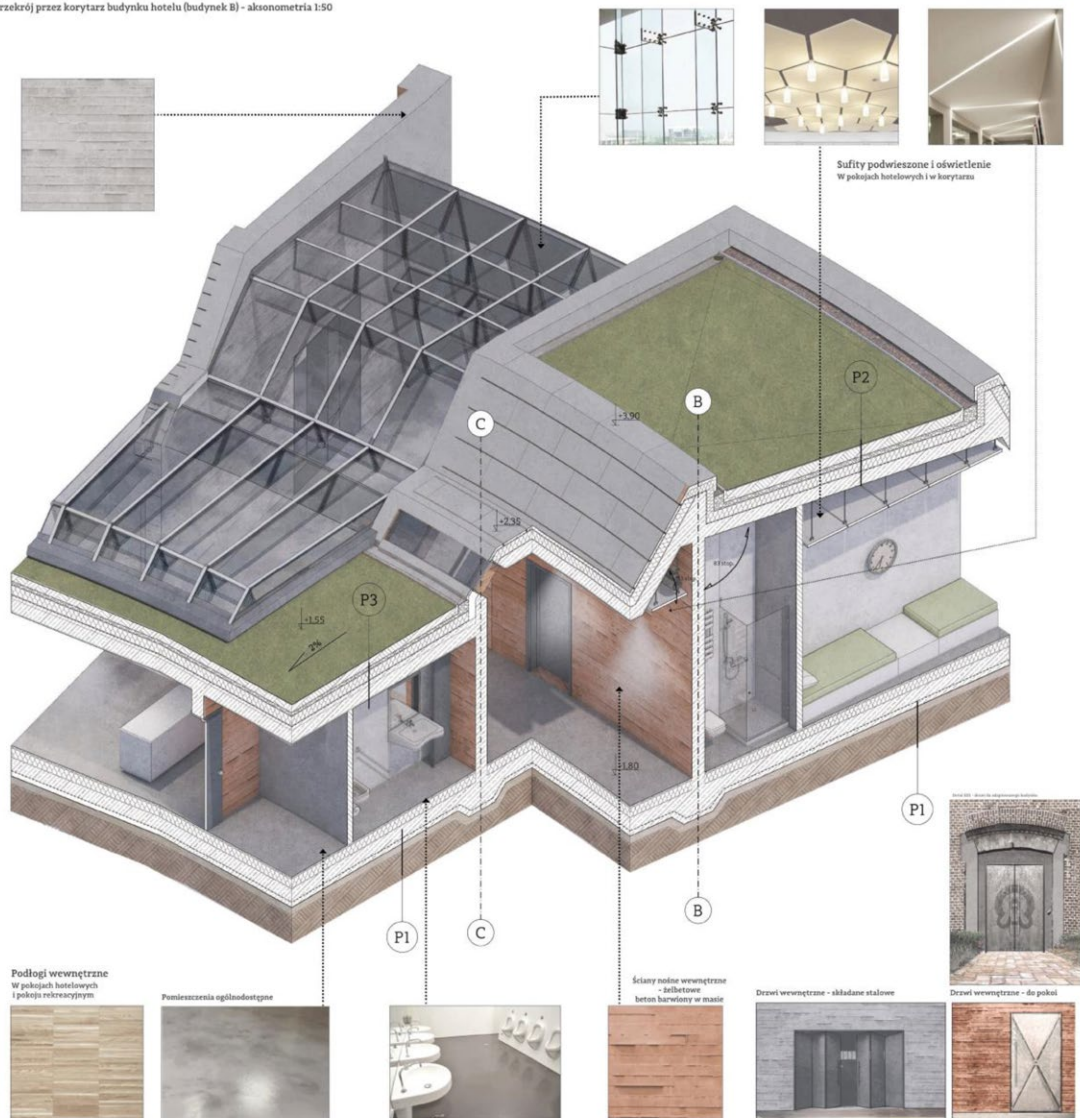 rzekrój przez korytarz budynku hotelu (budynek B) - aksonometria 1:50
Sufity podwieszone i oświetlenie
W pokojach hotelowych i w korytarzu
P2
B
C
+3,90
+2,35
P3
+1,55
2%
-1,80
P1
P1
C
B
Podłogi wewnętrzne
W pokojach hotelowych
i pokoju rekreacyjnym
Pomieszczenia ogólnodostępne
Ściany nośne wewnętrzne
- żelbetowe
beton barwiony w masie
Drzwi wewnętrzne - składane stalowe
Drzwi wewnętrzne - do pokoi